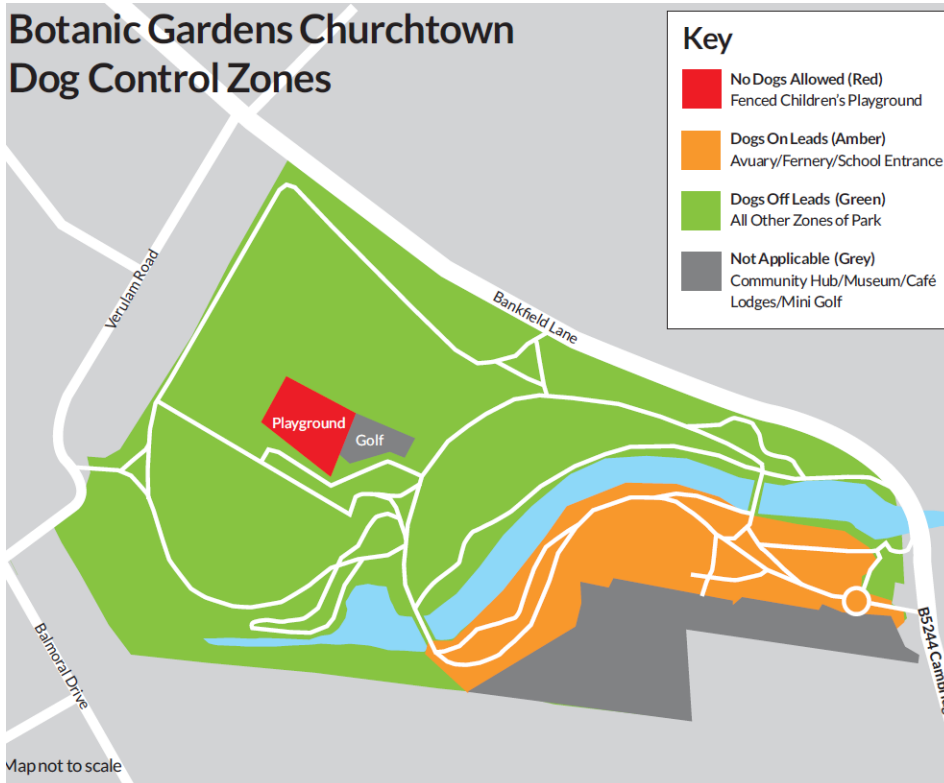 Botanic Gardens Churchtown
Dog Control Zones
Key
No Dogs Allowed (Red)
Fenced Children's Playground
Dogs On Leads (Amber)
Avuary/Fernery/School Entrance
Dogs Off Leads (Green)
All Other Zones of Park
Not Applicable (Grey)
Community Hub/Museum/Café
Lodges/Mini Golf
Verulam Road
Bankfield Lane
Playground
Golf
Balmoral Drive
B5244
Map not to scale